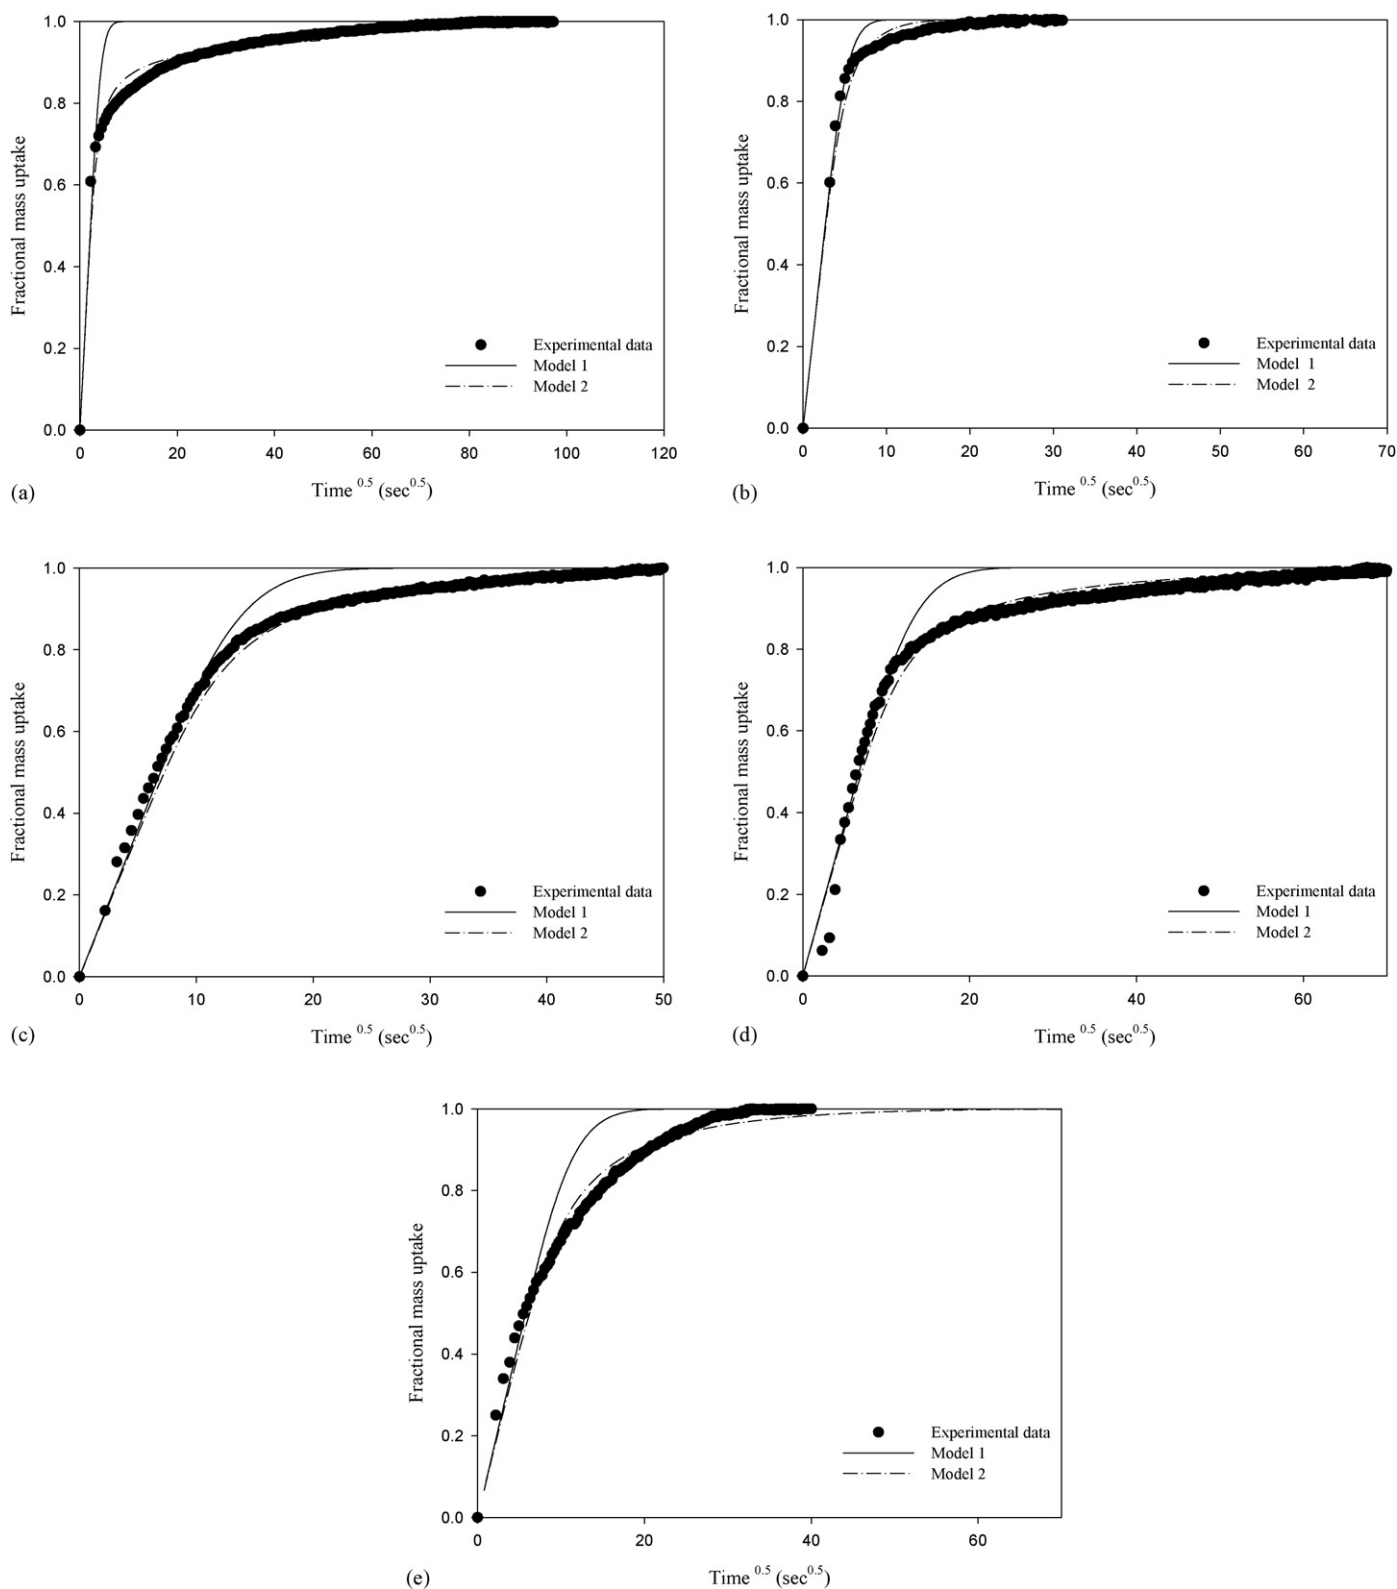 1.0
0.8
0.6
0.4
0.2
0.0
Fractional mass uptake
Experimental data
Model 1
Model 2
0 20 40 60 80 100 120
(a)
Time 0.5 (sec0.5)
1.0
0.8
0.6
0.4
0.2
0.0
Fractional mass uptake
Experimental data
Model 1
Model 2
0 10 20 30 40 50 60 70
(b)
Time 0.5 (sec0.5)
1.0
0.8
0.6
0.4
0.2
0.0
Fractional mass uptake
Experimental data
Model 1
Model 2
0 10 20 30 40 50
(c)
Time 0.5 (sec0.5)
1.0
0.8
0.6
0.4
0.2
0.0
Fractional mass uptake
Experimental data
Model 1
Model 2
0 20 40 60
(d)
Time 0.5 (sec0.5)
1.0
0.8
0.6
0.4
0.2
0.0
Fractional mass uptake
Experimental data
Model 1
Model 2
0 20 40 60
(e)
Time 0.5 (sec0.5)